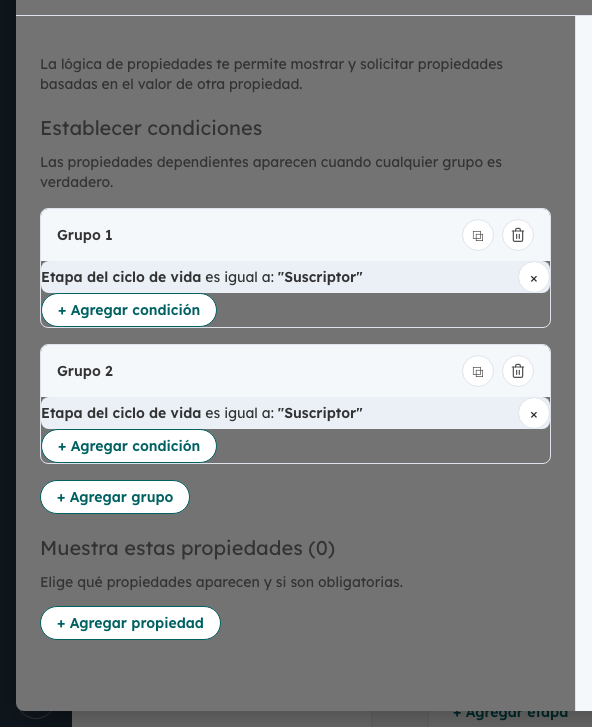 La lógica de propiedades te permite mostrar y solicitar propiedades
basadas en el valor de otra propiedad.
Establecer condiciones
Las propiedades dependientes aparecen cuando cualquier grupo es
verdadero.
Grupo 1
Etapa del ciclo de vida es igual a: "Suscriptor"
+ Agregar condición
Grupo 2
Etapa del ciclo de vida es igual a: "Suscriptor"
+ Agregar condición
+ Agregar grupo
Muestra estas propiedades (0)
Elige qué propiedades aparecen y si son obligatorias.
+ Agregar propiedad
+ Agregar etapa